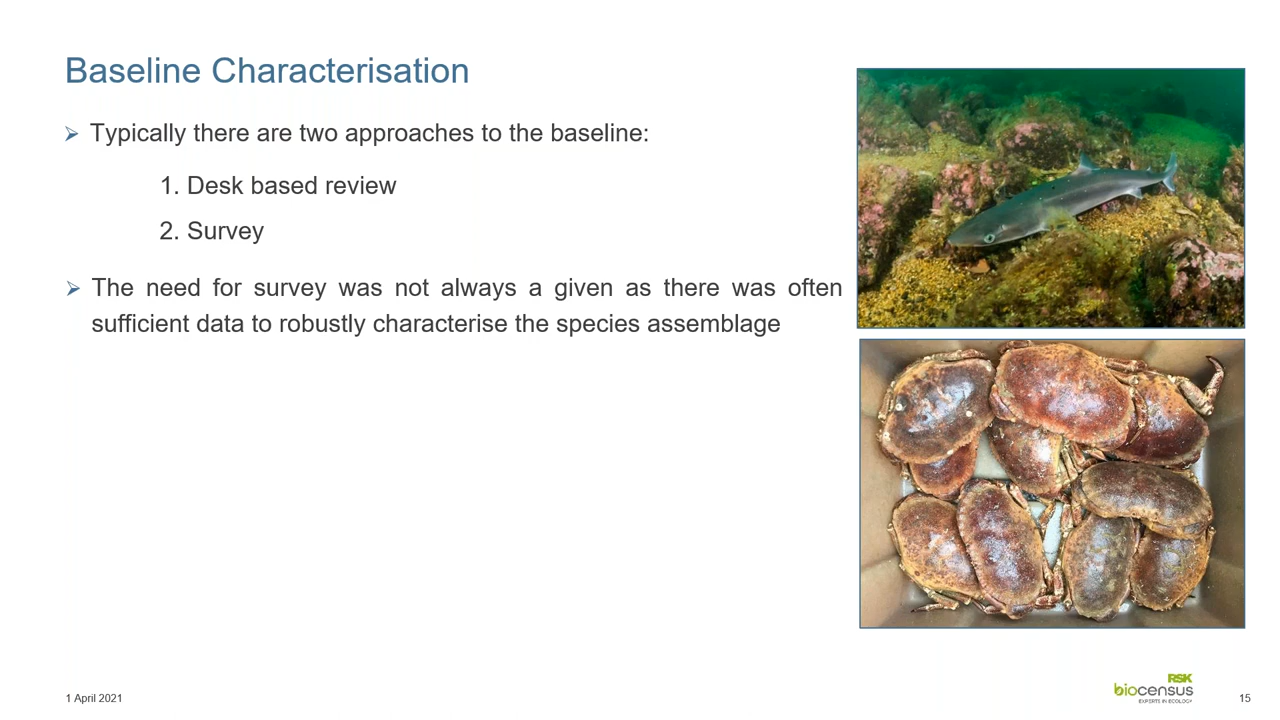 Baseline Characterisation
➢ Typically there are two approaches to the baseline:
1. Desk based review
2. Survey
➢ The need for survey was not always a given as there was often
sufficient data to robustly characterise the species assemblage
1 April 2021
RSK
biocensus
EXPERTS IN ECOLOGY
15